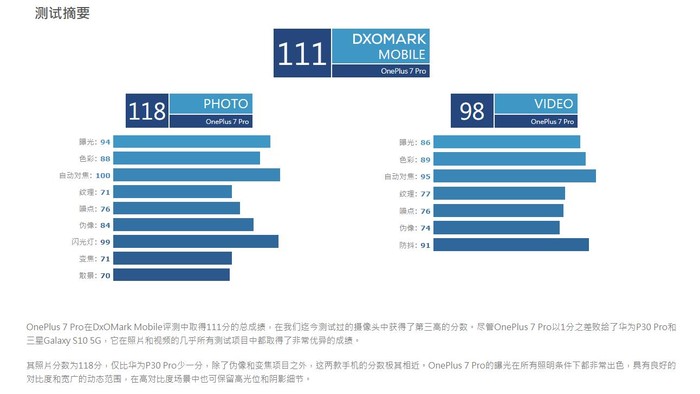 测试摘要
111
DXOMARK
MOBILE
OnePlus 7 Pro
118
PHOTO
OnePlus 7 Pro
曝光: 94
色彩: 88
自动对焦: 100
纹理: 71
噪点: 76
伪像: 84
闪光灯: 99
变焦: 71
散景: 70
98
VIDEO
OnePlus 7 Pro
曝光: 86
色彩: 89
自动对焦: 95
纹理: 77
噪点: 76
伪像: 74
防抖: 91
OnePlus 7 Pro在DxOMark Mobile评测中取得111分的总成绩，在我们迄今测试过的摄像头中获得了第三高的分数。尽管OnePlus 7 Pro以1分之差败给了华为P30 Pro和
三星Galaxy S10 5G，它在照片和视频的几乎所有测试项目中都取得了非常优异的成绩。
其照片分数为118分，仅比华为P30 Pro少一分，除了伪像和变焦项目之外，这两款手机的分数极其相近。OnePlus 7 Pro的曝光在所有照明条件下都非常出色，具有良好的
对比度和宽广的动态范围，在高对比度场景中也可保留高光位和阴影细节。